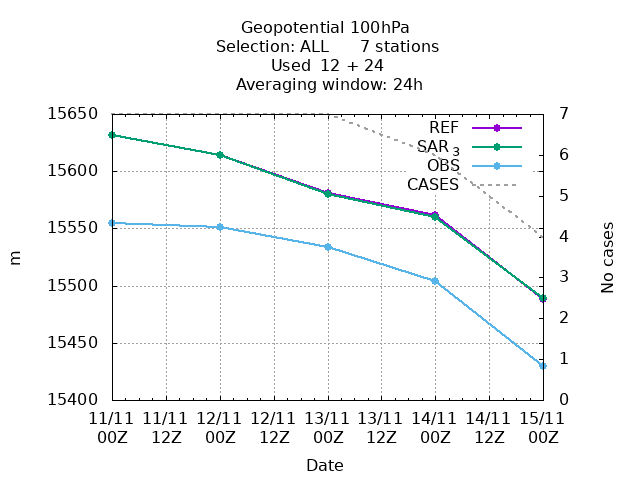 Geopotential 100hPa
Selection: ALL      7 stations
Used  12 + 24
Averaging window: 24h
15650
15600
15550
15500
15450
15400
m
7
6
5
4
3
2
1
0
No cases
REF
SAR 3
OBS
CASES
11/11 11/11 12/11 12/11 13/11 13/11 14/11 14/11 15/11
00Z 12Z 00Z 12Z 00Z 12Z 00Z 12Z 00Z
Date